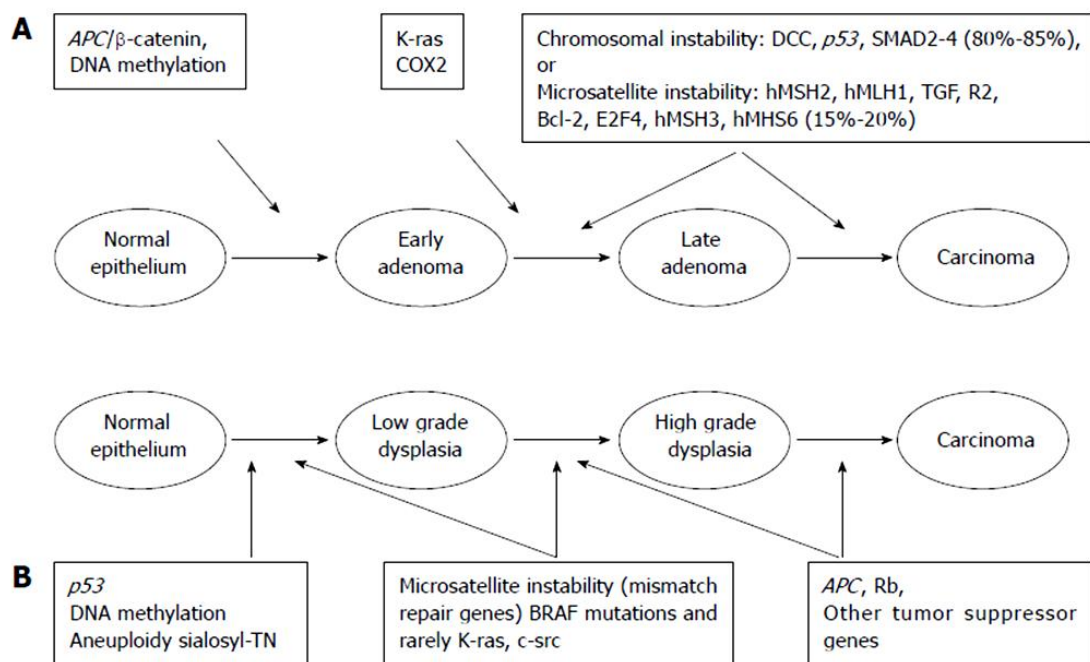 A
APC/β-catenin,
DNA methylation
K-ras
COX2
Chromosomal instability: DCC, p53, SMAD2-4 (80%-85%),
or
Microsatellite instability: hMSH2, hMLH1, TGF, R2,
Bcl-2, E2F4, hMSH3, hMHS6 (15%-20%)
Normal
epithelium
Early
adenoma
Late
adenoma
Carcinoma
Normal
epithelium
Low grade
dysplasia
High grade
dysplasia
Carcinoma
B
p53
DNA methylation
Aneuploidy sialosyl-TN
Microsatellite instability (mismatch
repair genes) BRAF mutations and
rarely K-ras, c-src
APC, Rb,
Other tumor suppressor
genes